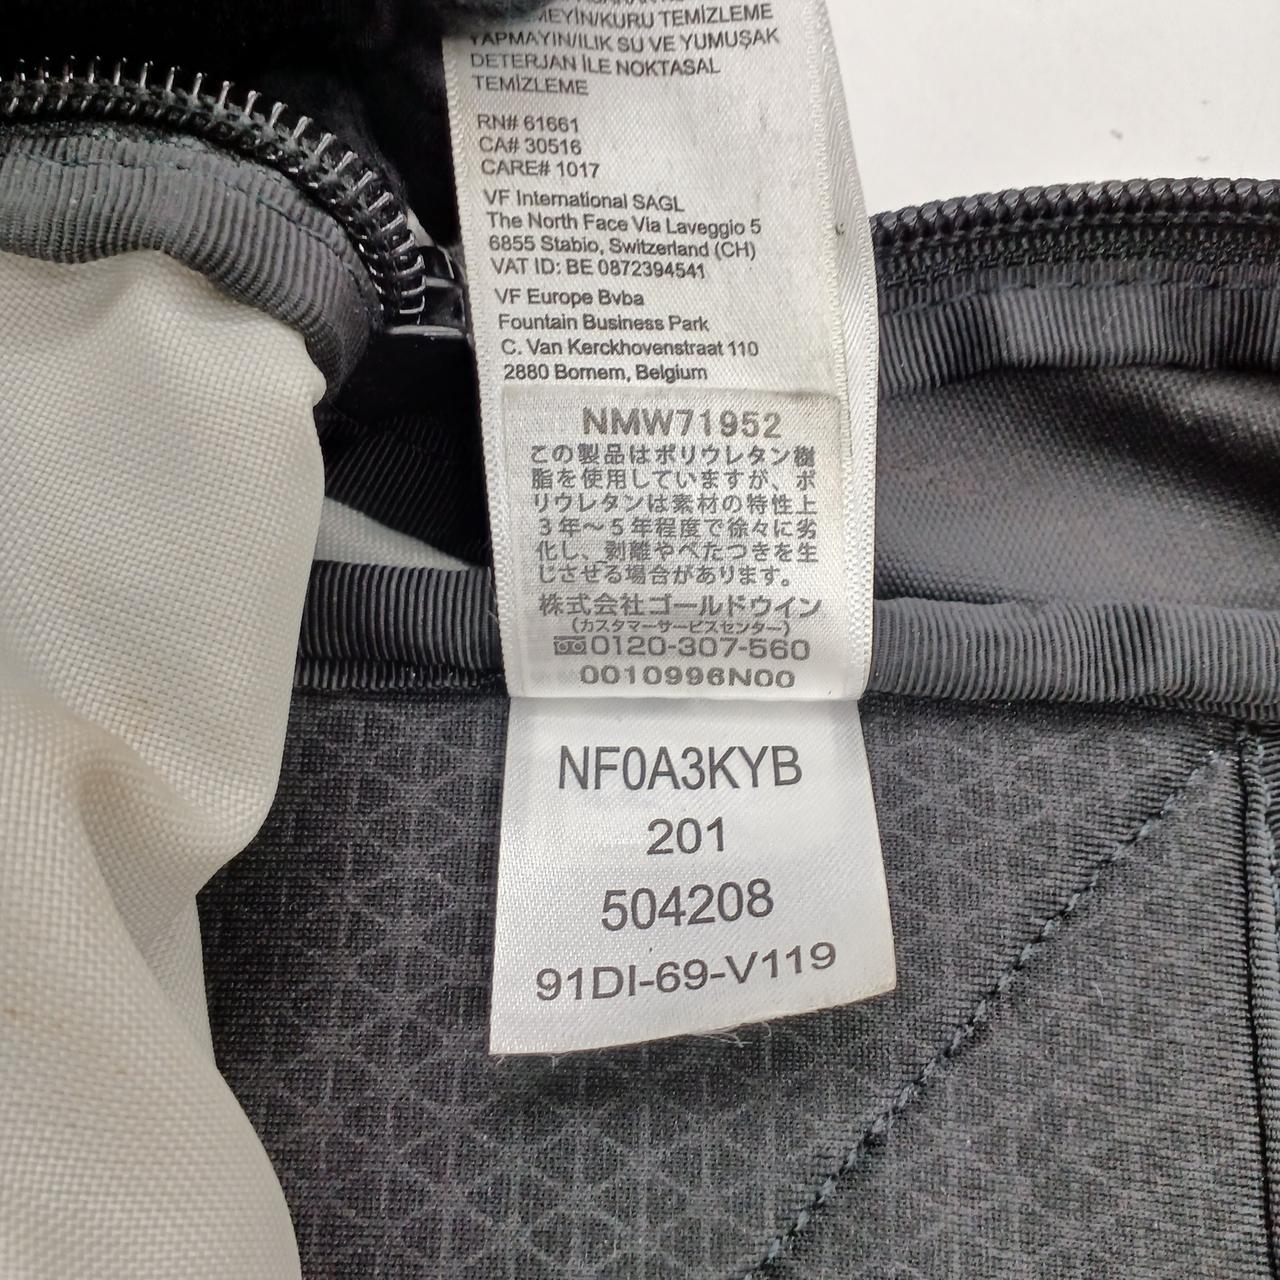 MEYİN/KURU TEMİZLEME
YAPMAYIN/ILIK SU VE YUMUŞAK
DETERJAN İLE NOKTASAL
TEMİZLEME
RN# 61661
CA# 30516
CARE# 1017
VF International SAGL
The North Face Via Laveggio 5
6855 Stabio, Switzerland (CH)
VAT ID: BE 0872394541
VF Europe Bvba
Fountain Business Park
C. Van Kerckhovenstraat 110
2880 Bornem, Belgium
NMW71952
この製品はポリウレタン樹
脂を使用していますが、ポ
リウレタンは素材の特性上
3年〜5年程度で徐々に劣
化し、剥離やべたつきを生
じさせる場合があります。
株式会社ゴールドウイン
(カスタマーサービスセンター)
0120-307-560
0010996N00
NF0A3KYB
201
504208
91DI-69-V119